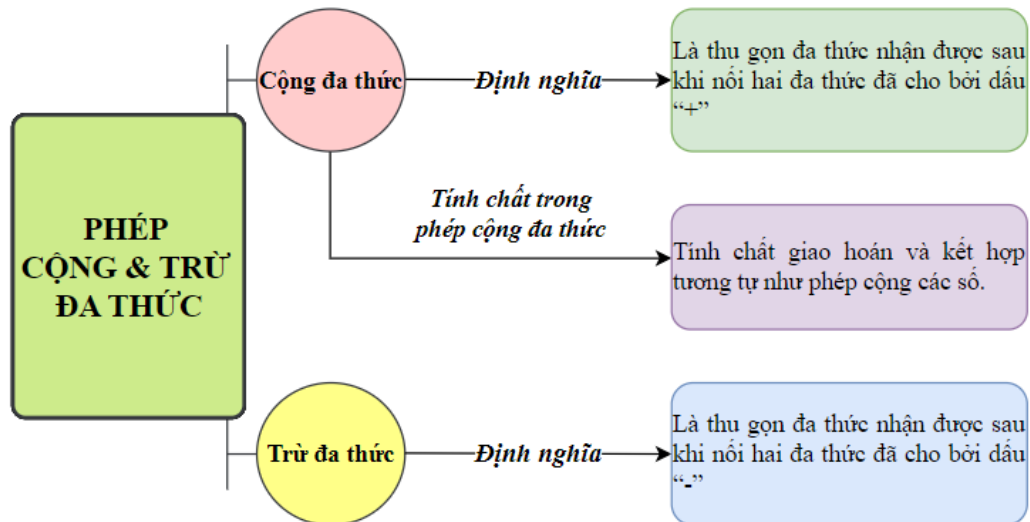 PHÉP
CỘNG & TRỪ
ĐA THỨC
Cộng đa thức
Định nghĩa
Là thu gọn đa thức nhận được sau
khi nối hai đa thức đã cho bởi dấu
“+”
Tính chất trong
phép cộng đa thức
Tính chất giao hoán và kết hợp
tương tự như phép cộng các số.
Trừ đa thức
Định nghĩa
Là thu gọn đa thức nhận được sau
khi nối hai đa thức đã cho bởi dấu
“-”